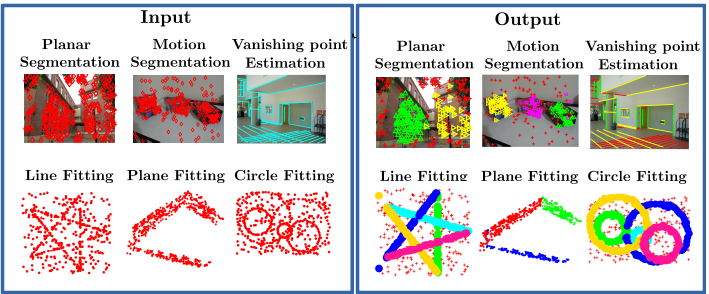 Input
Planar Segmentation
Motion Segmentation
Vanishing point Estimation
Line Fitting
Plane Fitting
Circle Fitting
Output
Planar Segmentation
Motion Segmentation
Vanishing point Estimation
Line Fitting
Plane Fitting
Circle Fitting